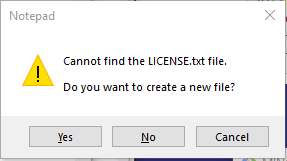 Notepad
Cannot find the LICENSE.txt file.
Do you want to create a new file?
Yes No Cancel